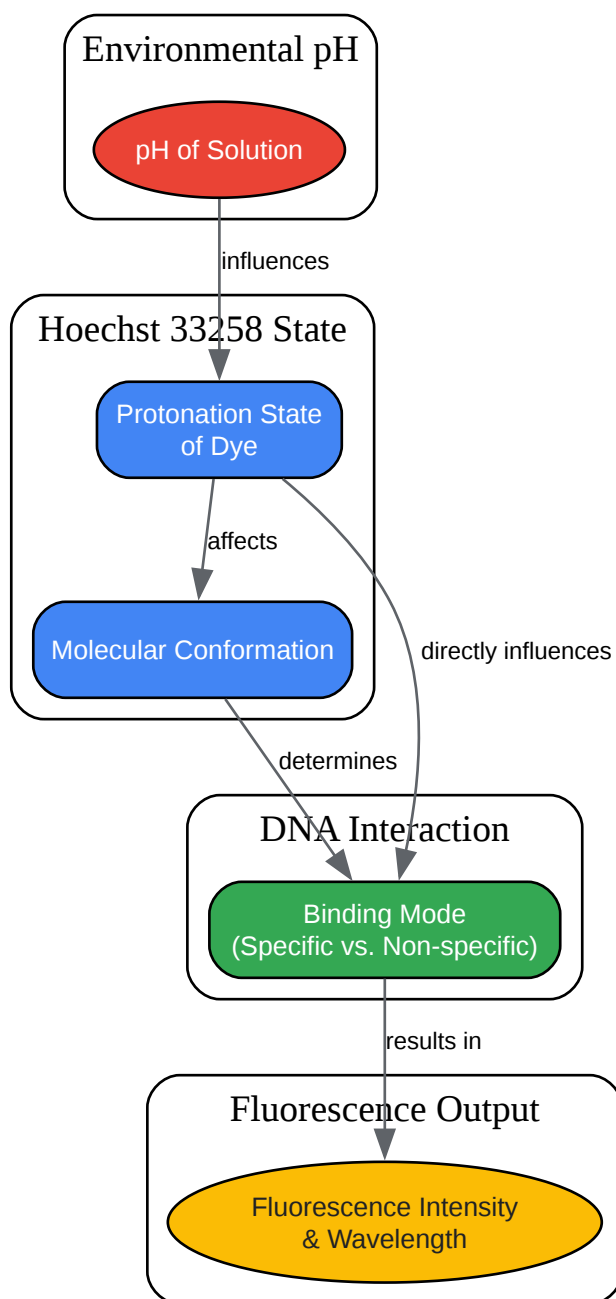 Environmental pH
pH of Solution
influences
Hoechst 33258 State
Protonation State
of Dye
affects
Molecular Conformation
directly influences
determines
DNA Interaction
Binding Mode
(Specific vs. Non-specific)
results in
Fluorescence Output
Fluorescence Intensity
& Wavelength